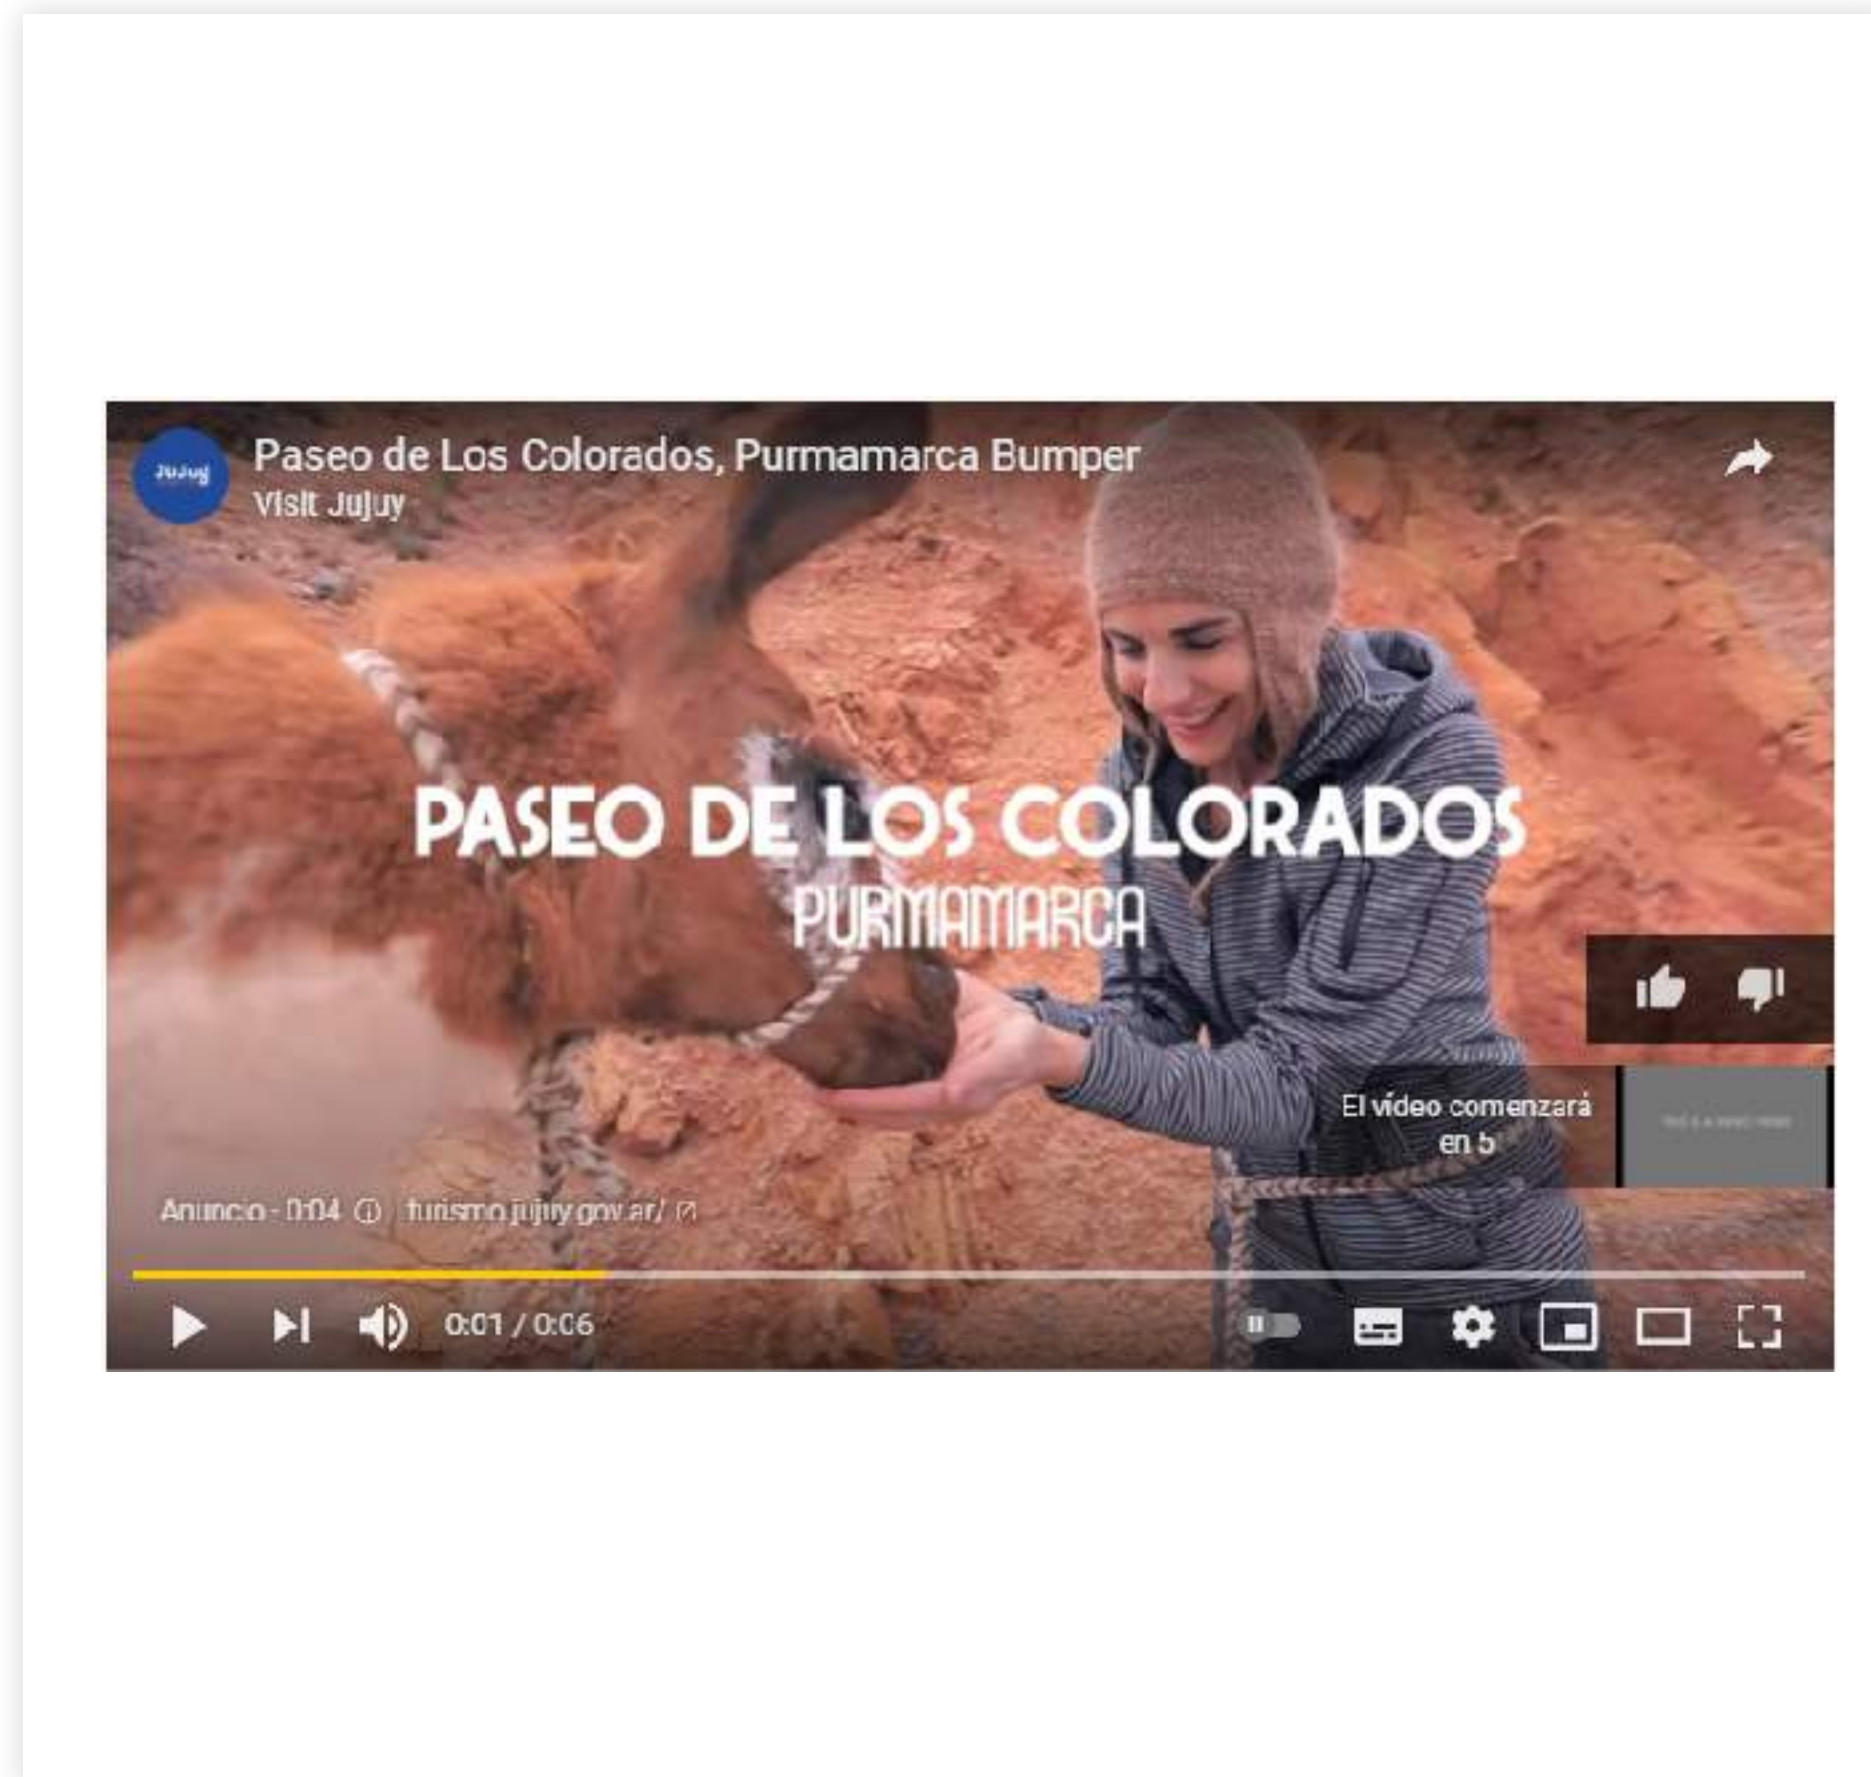 JUJUY
Paseo de Los Colorados, Purmamarca Bumper
Visit Jujuy
PASEO DE LOS COLORADOS
PURMAMARCA
El vídeo comenzará
en 5
Anuncio · 0:04 turismo.jujuy.gov.ar/
0:01 / 0:06